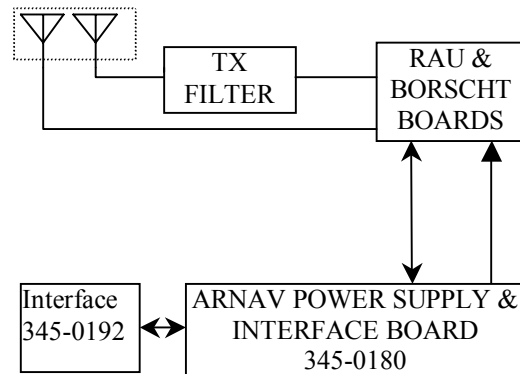 TX
FILTER
RAU &
BORSCHT
BOARDS
Interface
345-0192
ARNAV POWER SUPPLY &
INTERFACE BOARD
345-0180